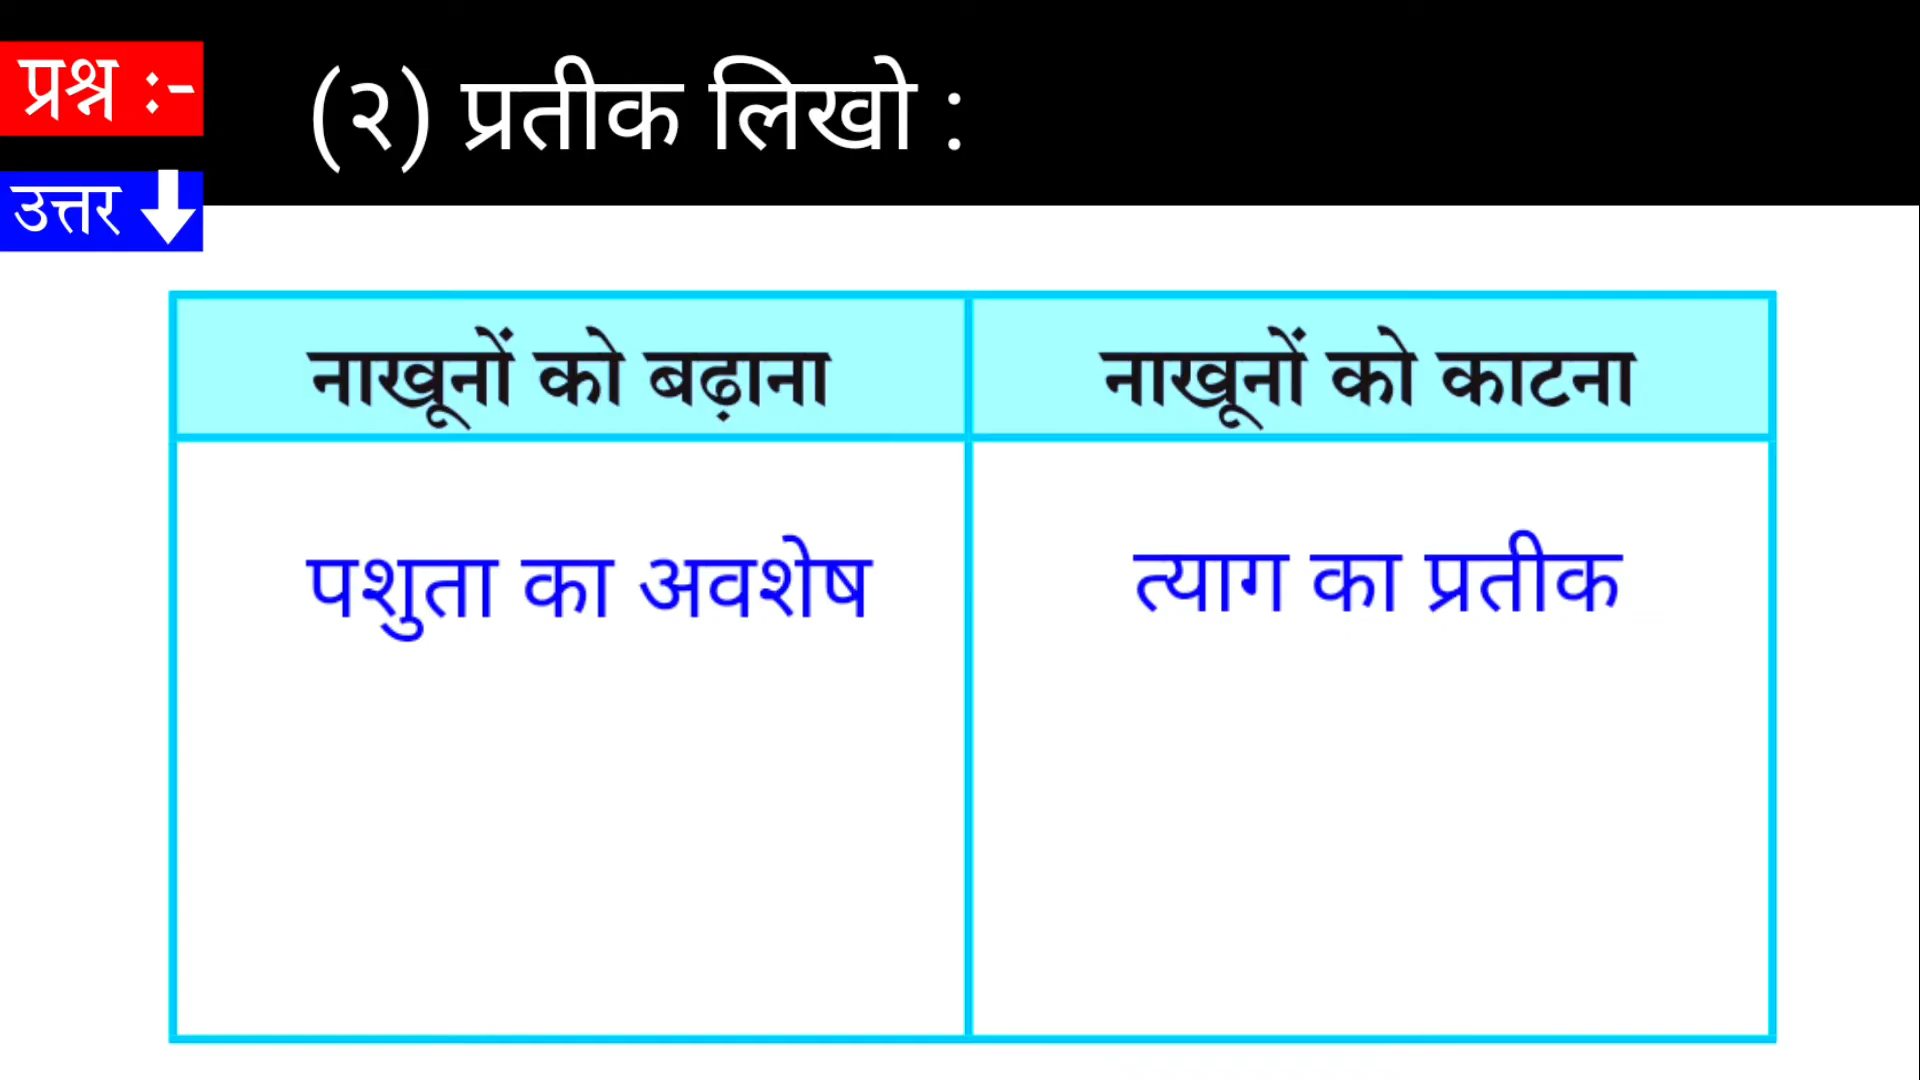 प्रश्न :-
(२) प्रतीक लिखो :
उत्तर
नाखूनों को बढ़ाना
नाखूनों को काटना
पशुता का अवशेष
त्याग का प्रतीक